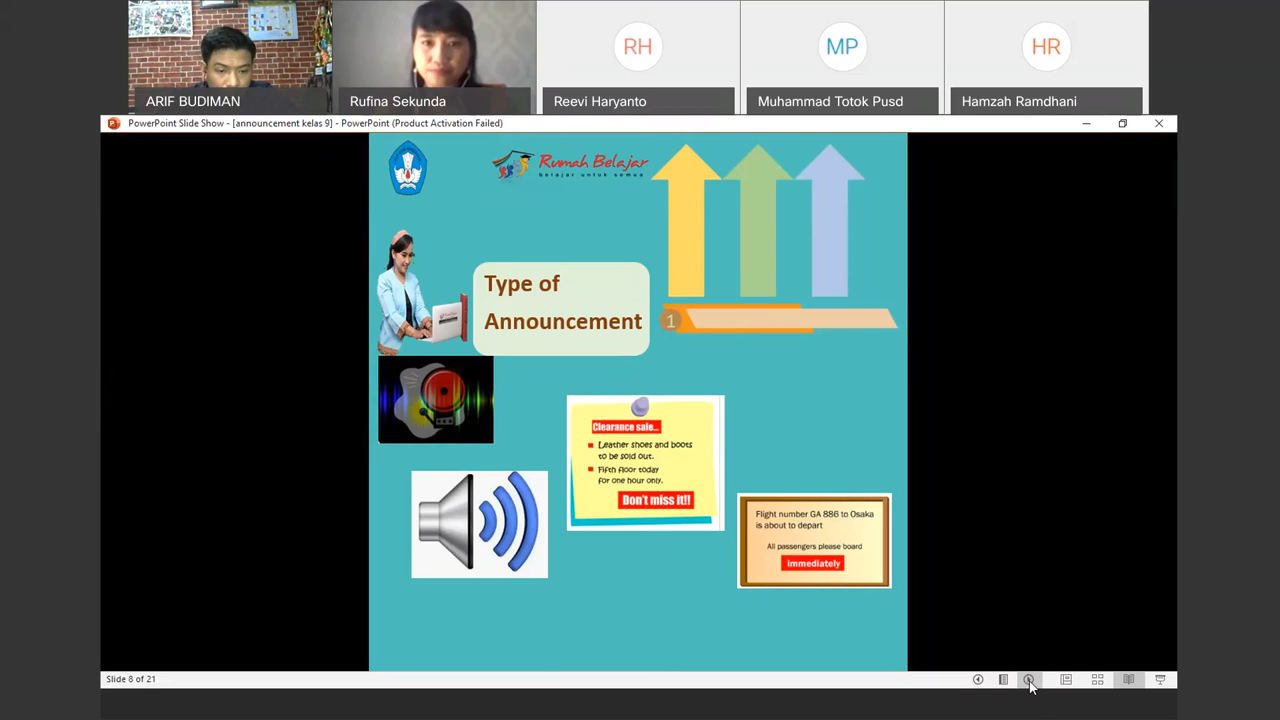 RH
MP
HR
ARIF BUDIMAN
Rufina Sekunda
Reevi Haryanto
Muhammad Totok Pusd
Hamzah Ramdhani
PowerPoint Slide Show - [announcement kelas 9] - PowerPoint (Product Activation Failed)
Rumah Belajar
belajar untuk semua
Type of
Announcement
1
Clearance sale...
Leather shoes and boots
to be sold out.
Fifth floor today
for one hour only.
Don't miss it!!
Flight number GA 886 to Osaka
is about to depart
All passengers please board
Immediately
Slide 8 of 21